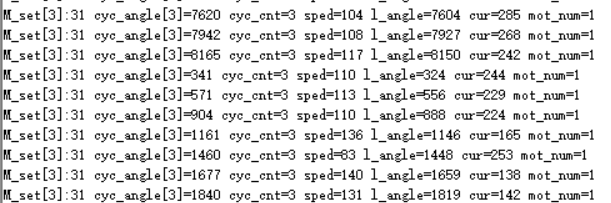 M_set[3]:31 cyc_angle[3]=7620 cyc_cnt=3 sped=104 l_angle=7604 cur=285 mot_num=1
M_set[3]:31 cyc_angle[3]=7942 cyc_cnt=3 sped=108 l_angle=7927 cur=268 mot_num=1
M_set[3]:31 cyc_angle[3]=8165 cyc_cnt=3 sped=117 l_angle=8150 cur=242 mot_num=1
M_set[3]:31 cyc_angle[3]=341 cyc_cnt=3 sped=110 l_angle=324 cur=244 mot_num=1
M_set[3]:31 cyc_angle[3]=571 cyc_cnt=3 sped=113 l_angle=556 cur=229 mot_num=1
M_set[3]:31 cyc_angle[3]=904 cyc_cnt=3 sped=110 l_angle=888 cur=224 mot_num=1
M_set[3]:31 cyc_angle[3]=1161 cyc_cnt=3 sped=136 l_angle=1146 cur=165 mot_num=1
M_set[3]:31 cyc_angle[3]=1460 cyc_cnt=3 sped=83 l_angle=1448 cur=253 mot_num=1
M_set[3]:31 cyc_angle[3]=1677 cyc_cnt=3 sped=140 l_angle=1659 cur=138 mot_num=1
M_set[3]:31 cyc_angle[3]=1840 cyc_cnt=3 sped=131 l_angle=1819 cur=142 mot_num=1